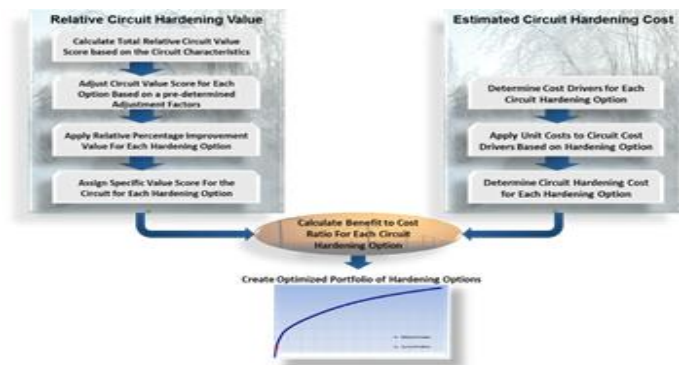 Relative Circuit Hardening Value
Calculate Total Relative Circuit Value
Score based on the Circuit Characteristics
Adjust Circuit Value Score for Each
Option Based on a pre-determined
Adjustment Factors
Apply Relative Percentage Improvement
Value For Each Hardening Option
Assign Specific Value Score For the
Circuit for Each Hardening Option
Estimated Circuit Hardening Cost
Determine Cost Drivers for Each
Circuit Hardening Option
Apply Unit Costs to Circuit Cost
Drivers Based on Hardening Option
Determine Circuit Hardening Cost
for Each Hardening Option
Calculate Benefit to Cost
Ratio For Each Circuit
Hardening Option
Create Optimized Portfolio of Hardening Options